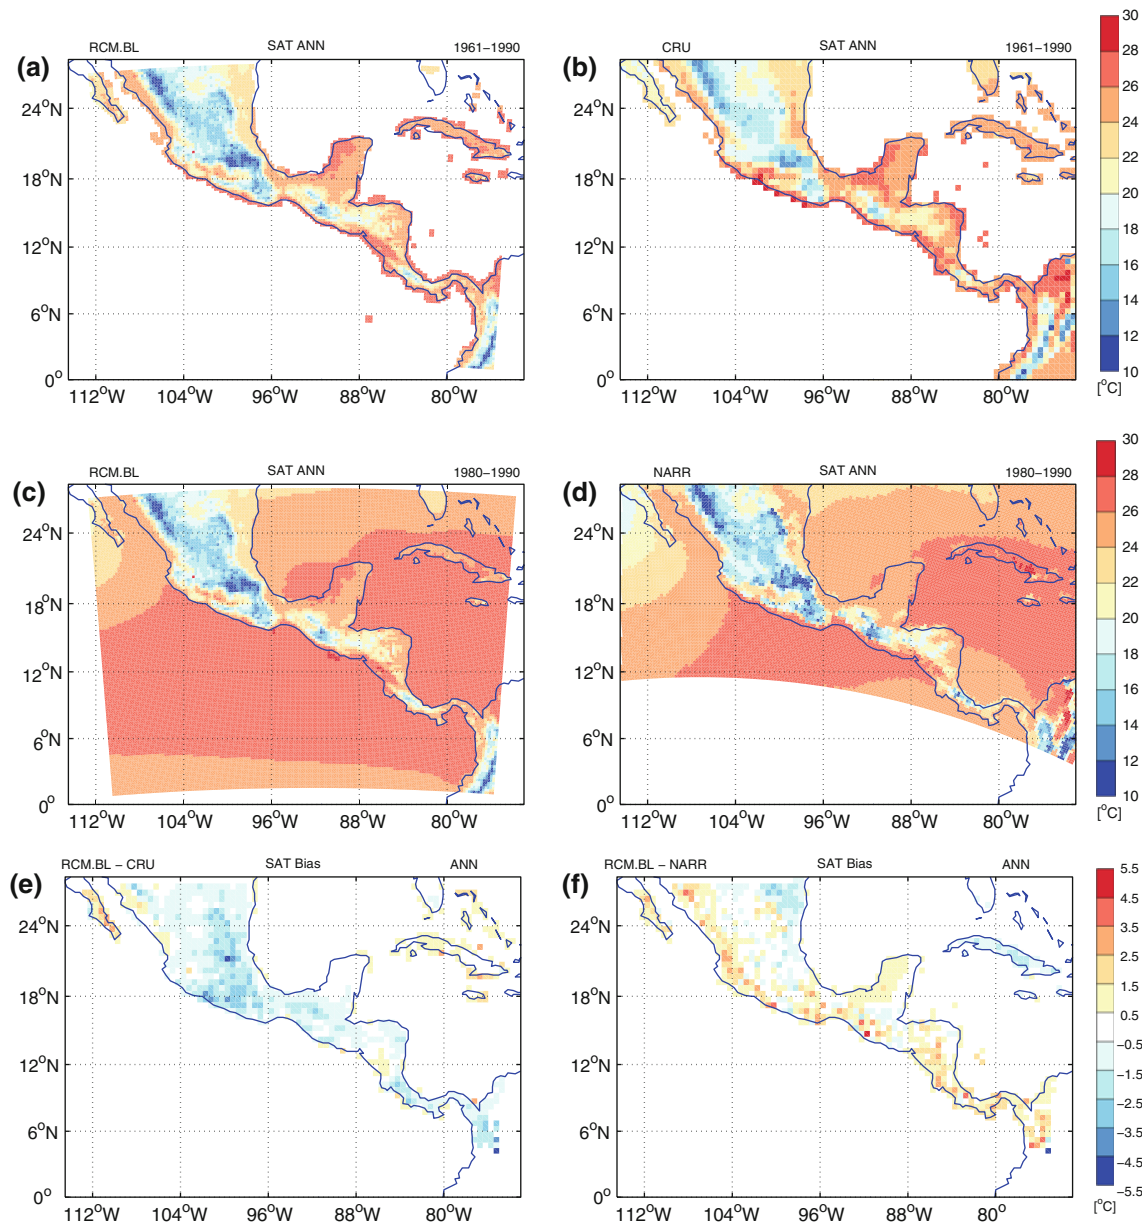 (a) RCM.BL SAT ANN 1961−1990
24°N
18°N
12°N
6°N
0°
112°W 104°W 96°W 88°W 80°W
(b) CRU SAT ANN 1961−1990
24°N
18°N
12°N
6°N
0°
112°W 104°W 96°W 88°W 80°W
30
28
26
24
22
20
18
16
14
12
10
[°C]
(c) RCM.BL SAT ANN 1980−1990
24°N
18°N
12°N
6°N
0°
112°W 104°W 96°W 88°W 80°W
(d) NARR SAT ANN 1980−1990
24°N
18°N
12°N
6°N
0°
112°W 104°W 96°W 88°W 80°W
30
28
26
24
22
20
18
16
14
12
10
[°C]
(e) RCM.BL − CRU SAT Bias ANN
24°N
18°N
12°N
6°N
0°
112°W 104°W 96°W 88°W 80°W
(f) RCM.BL − NARR SAT Bias ANN
24°N
18°N
12°N
6°N
0°
112°W 104°W 96°W 88°W 80°W
5.5
4.5
3.5
2.5
1.5
0.5
−0.5
−1.5
−2.5
−3.5
−4.5
−5.5
[°C]